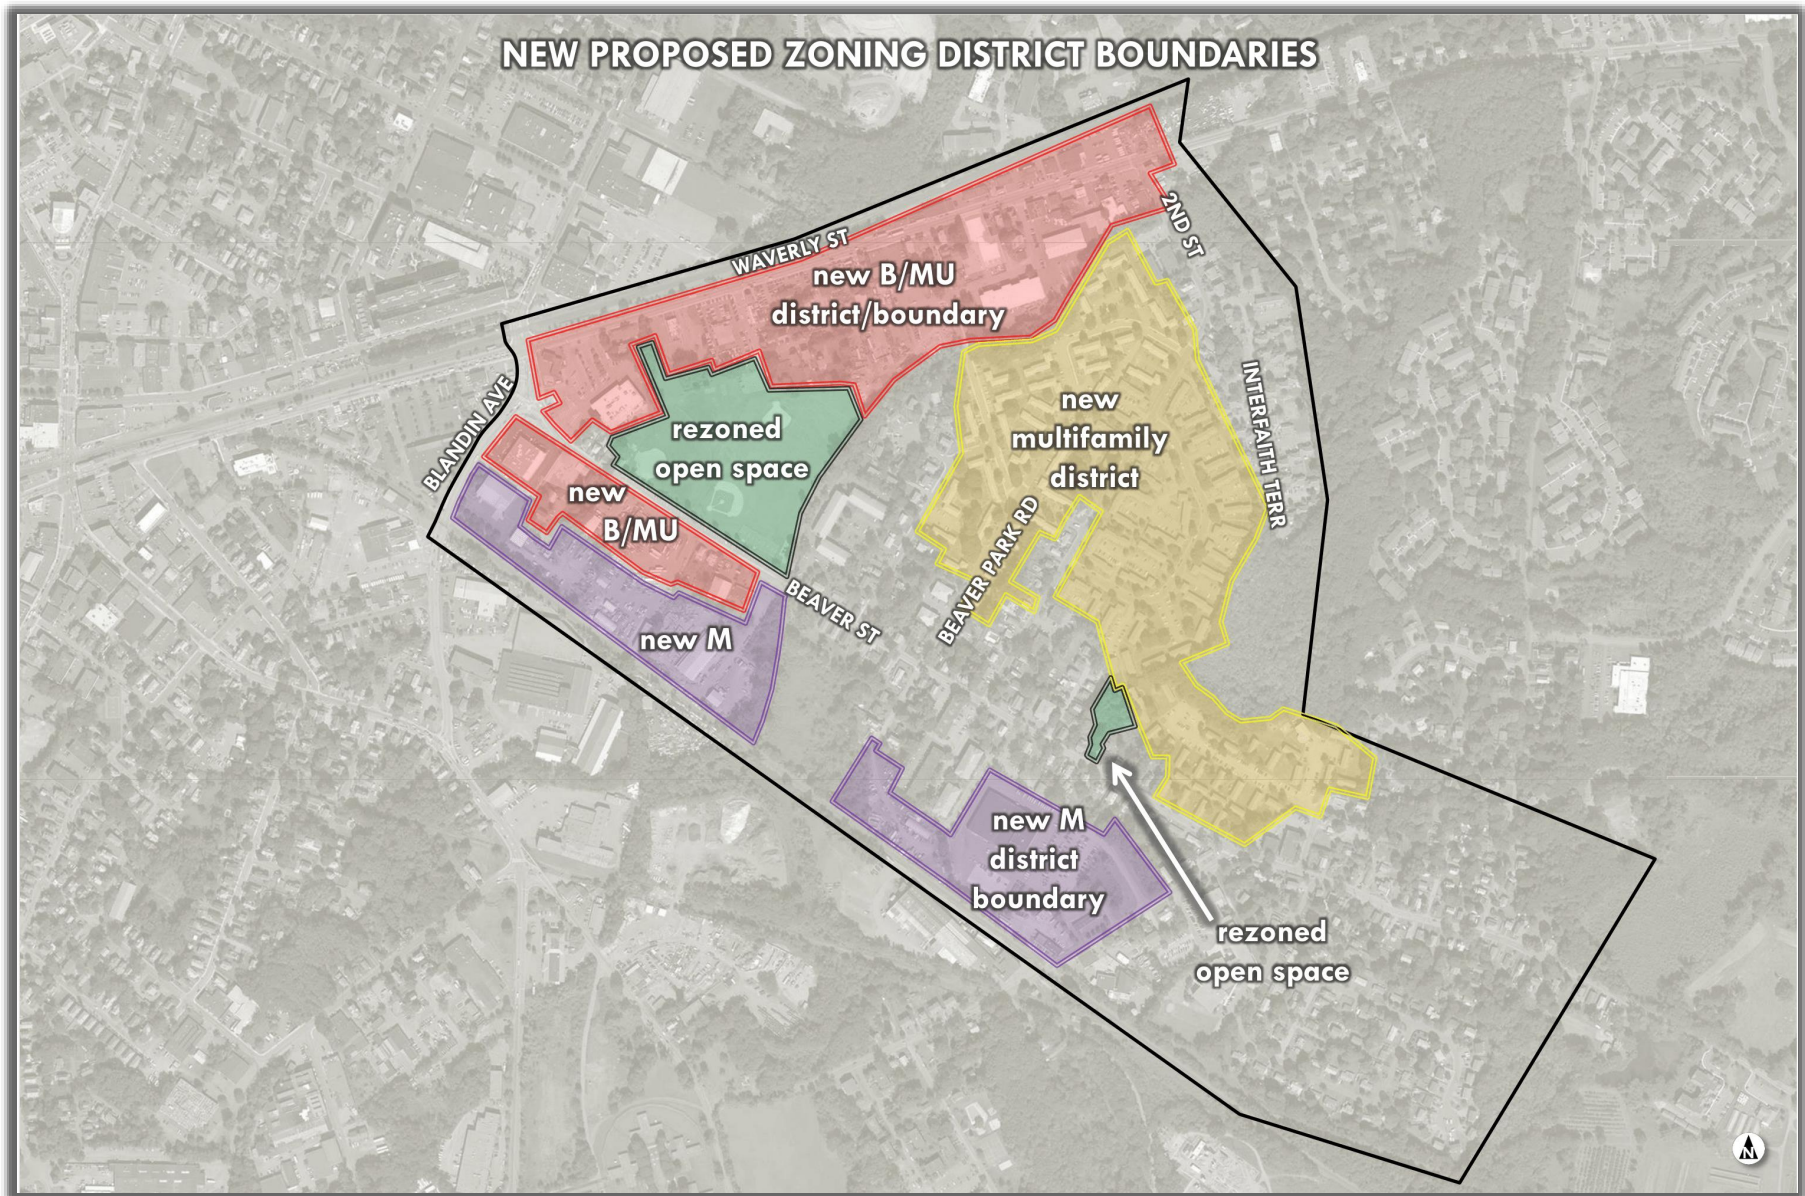 NEW PROPOSED ZONING DISTRICT BOUNDARIES
2ND ST
WAVERLY ST
new B/MU
district/boundary
BLANDIN AVE
INTERFAITH TERR
new
multifamily
district
rezoned
open space
new
B/MU
BEAVER PARK RD
BEAVER ST
new M
new M
district
boundary
rezoned
open space
N